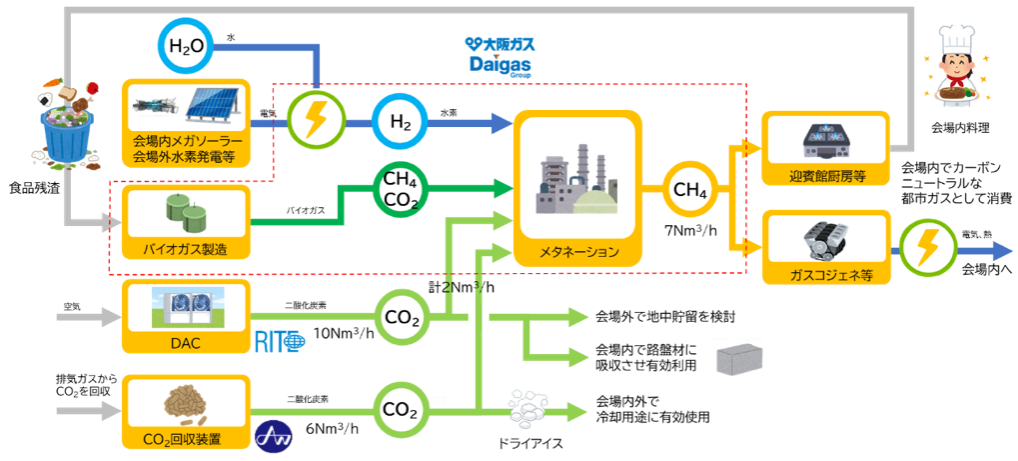 H2O
水
大阪ガス
Daigas
Group
電気
H2
水素
会場内メガソーラー
会場外水素発電等
会場内料理
迎賓館厨房等
食品残渣
バイオガス
CH4
CO2
CH4
7Nm³/h
会場内でカーボン
ニュートラルな
都市ガスとして消費
バイオガス製造
メタネーション
ガスコジェネ等
電気、熱
会場内へ
計2Nm³/h
空気
二酸化炭素
CO2
DAC
RITE
10Nm³/h
会場外で地中貯留を検討
会場内で路盤材に
吸収させ有効利用
排気ガスから
CO2を回収
二酸化炭素
CO2
6Nm³/h
会場内外で
冷却用途に有効使用
CO2回収装置
ドライアイス